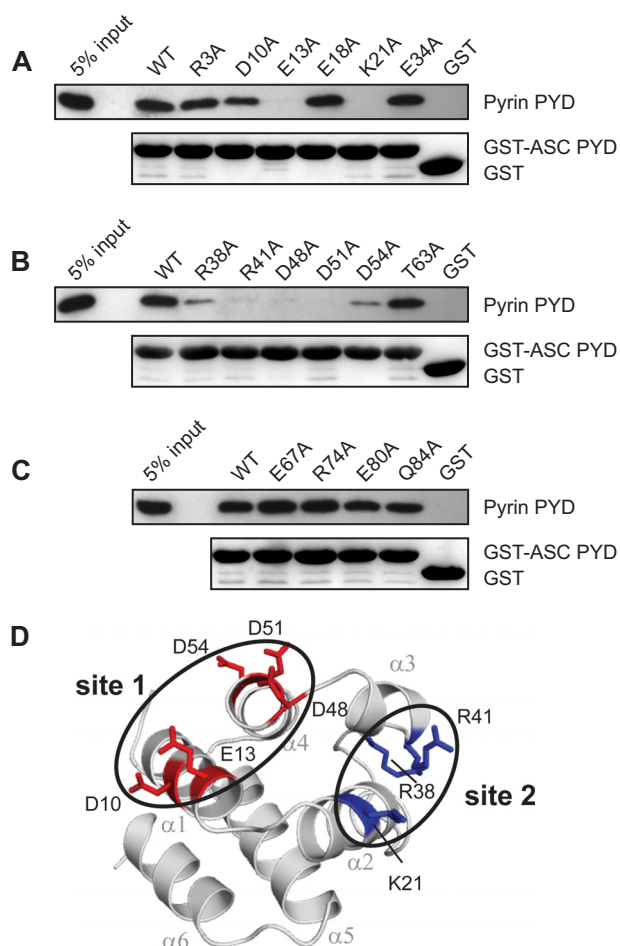 A
5% input WT R3A D10A E13A E18A K21A E34A GST
Pyrin PYD
GST-ASC PYD
GST
B
5% input WT R38A R41A D48A D51A D54A T63A GST
Pyrin PYD
GST-ASC PYD
GST
C
5% input WT E67A R74A E80A Q84A GST
Pyrin PYD
GST-ASC PYD
GST
D
D54 D51
site 1 α3
D48 R41
E13 α4
R38 site 2
D10
α1 α2
K21
α6 α5